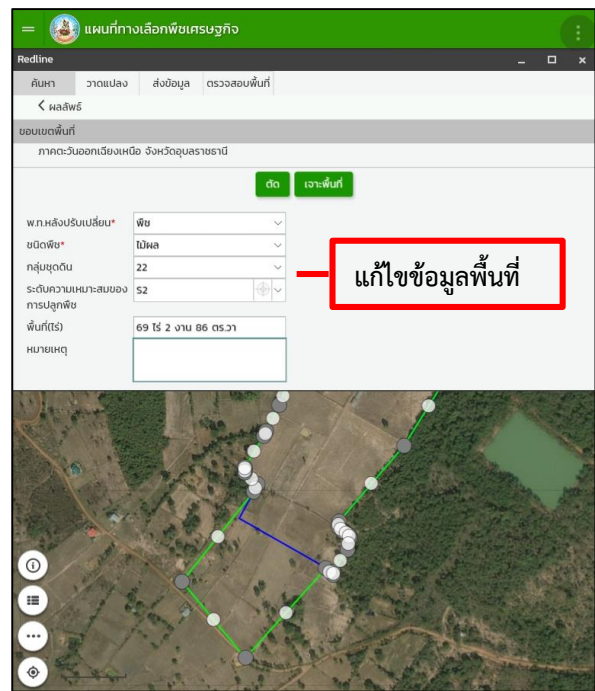 แผนที่ทางเลือกพืชเศรษฐกิจ
Redline
ค้นหา วาดแปลง ส่งข้อมูล ตรวจสอบพื้นที่
ผลลัพธ์
ขอบเขตพื้นที่
ภาคตะวันออกเฉียงเหนือ จังหวัดอุบลราชธานี
ตัด เจาะพื้นที่
พ.ท.หลังปรับเปลี่ยน* พืช
ชนิดพืช* ไม้ผล
กลุ่มชุดดิน 22
ระดับความเหมาะสมของ S2
การปลูกพืช
พื้นที่(ไร่) 69 ไร่ 2 งาน 86 ตร.วา
หมายเหตุ
แก้ไขข้อมูลพื้นที่